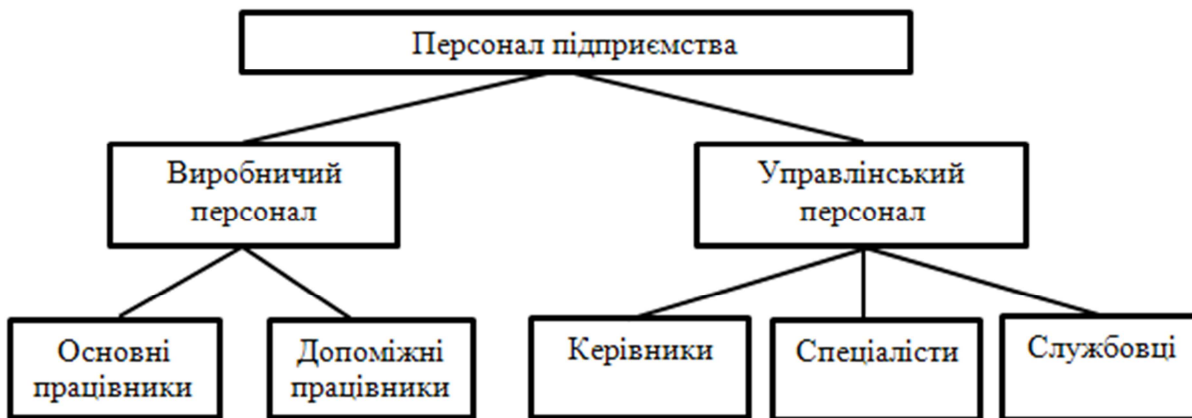 Персонал підприємства
Виробничий
персонал
Управлінський
персонал
Основні
працівники
Допоміжні
працівники
Керівники
Спеціалісти
Службовці